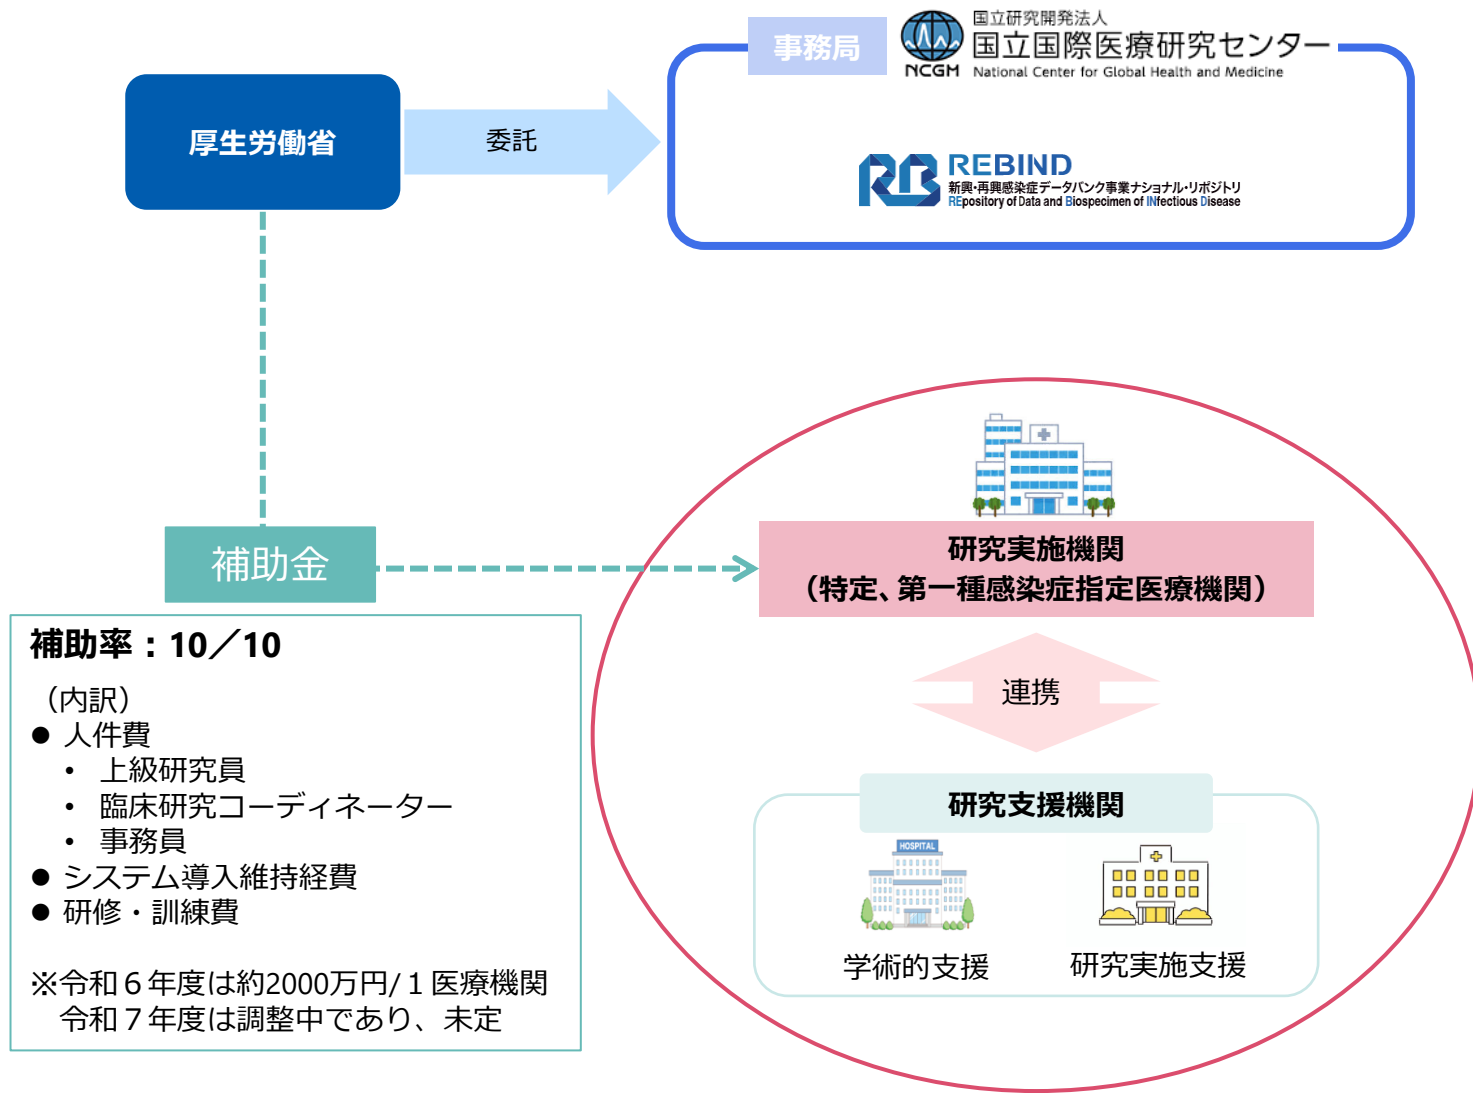 事務局
国立研究開発法人
国立国際医療研究センター
NCGM
National Center for Global Health and Medicine
厚生労働省
委託
REBIND
新興・再興感染症データバンク事業ナショナル・リポジトリ
REpository of Data and Biospecimen of INfectious Disease
補助金
補助率：10／10
（内訳）
● 人件費
• 上級研究員
• 臨床研究コーディネーター
• 事務員
● システム導入維持経費
● 研修・訓練費
※令和６年度は約2000万円/１医療機関
令和７年度は調整中であり、未定
研究実施機関
（特定、第一種感染症指定医療機関）
連携
研究支援機関
HOSPITAL
学術的支援
研究実施支援